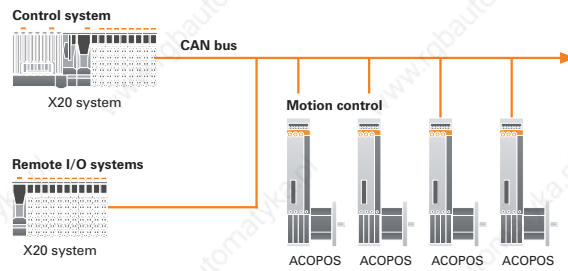 Control system
CAN bus
X20 system
Motion control
Remote I/O systems
X20 system
ACOPOS
ACOPOS
ACOPOS
ACOPOS